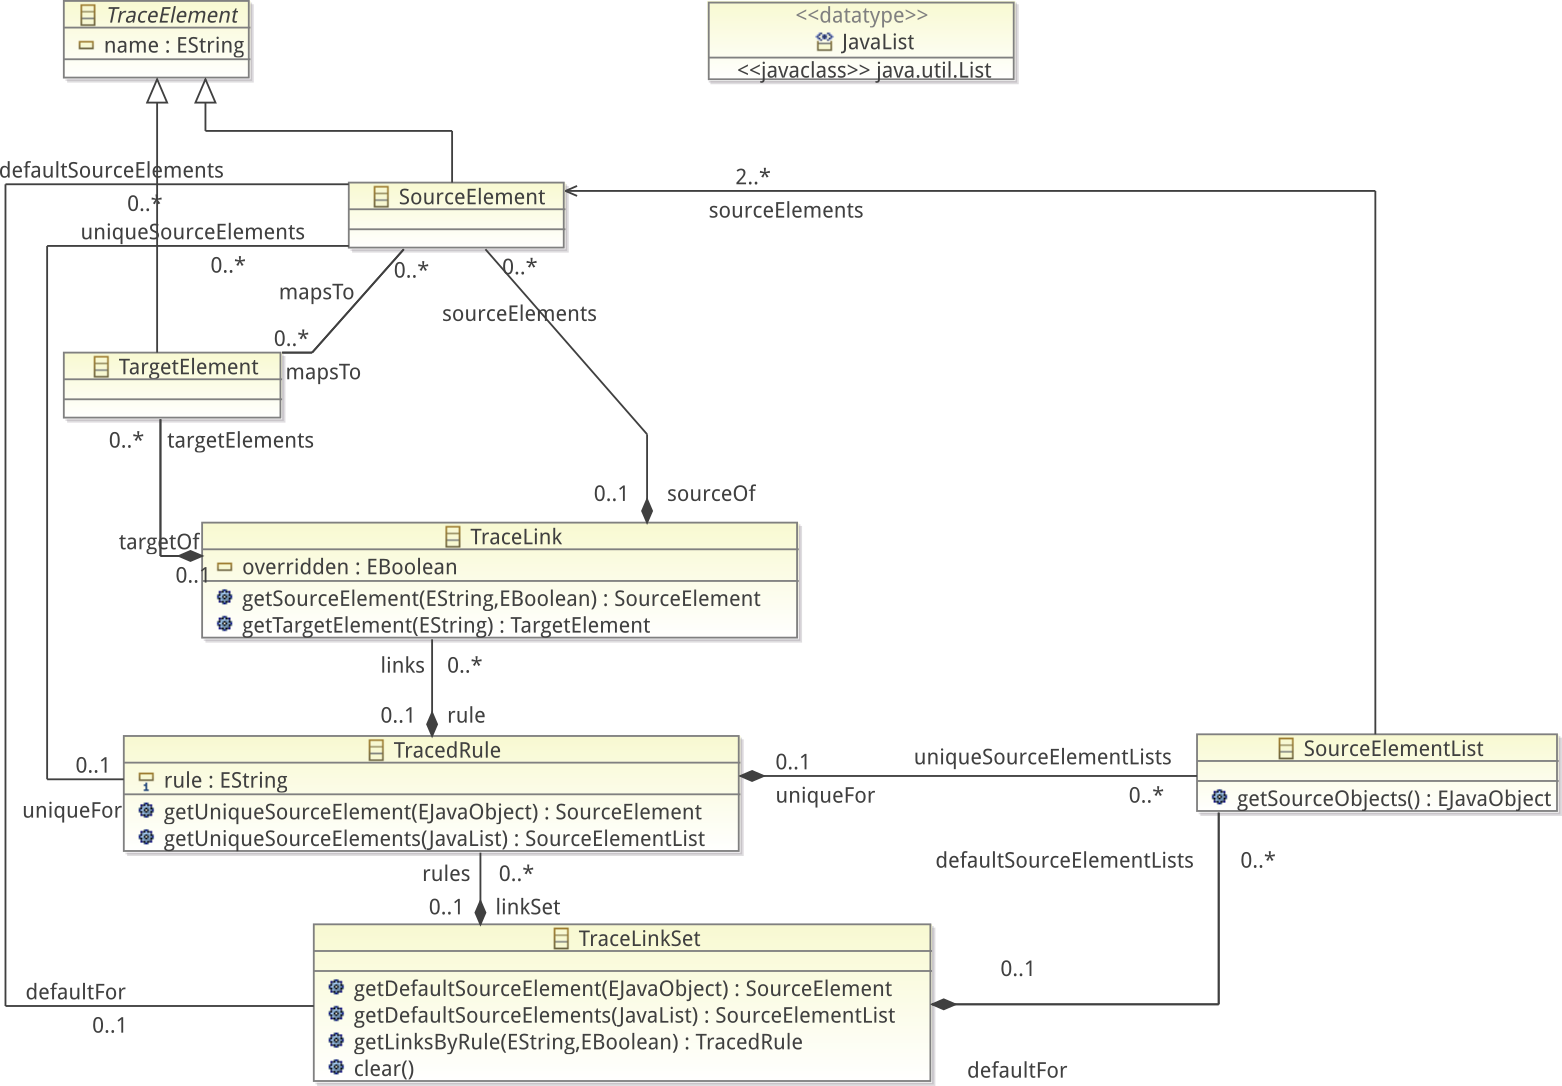 TraceElement
name : EString
<<datatype>>
JavaList
<<javaclass>> java.util.List
defaultSourceElements
0..*
SourceElement
2..*
sourceElements
uniqueSourceElements
0..*
0..*
0..*
mapsTo
sourceElements
0..*
TargetElement
mapsTo
0..*
targetElements
0..1
sourceOf
targetOf
0..1
TraceLink
overridden : EBoolean
getSourceElement(EString,EBoolean) : SourceElement
getTargetElement(EString) : TargetElement
links
0..*
0..1
rule
TracedRule
rule : EString
getUniqueSourceElement(EJavaObject) : SourceElement
getUniqueSourceElements(JavaList) : SourceElementList
0..1
uniqueFor
0..1
uniqueSourceElementLists
uniqueFor
0..*
SourceElementList
getSourceObjects() : EJavaObject
rules
0..*
defaultSourceElementLists
0..*
0..1
linkSet
TraceLinkSet
getDefaultSourceElement(EJavaObject) : SourceElement
getDefaultSourceElements(JavaList) : SourceElementList
getLinksByRule(EString,EBoolean) : TracedRule
clear()
defaultFor
0..1
0..1
defaultFor